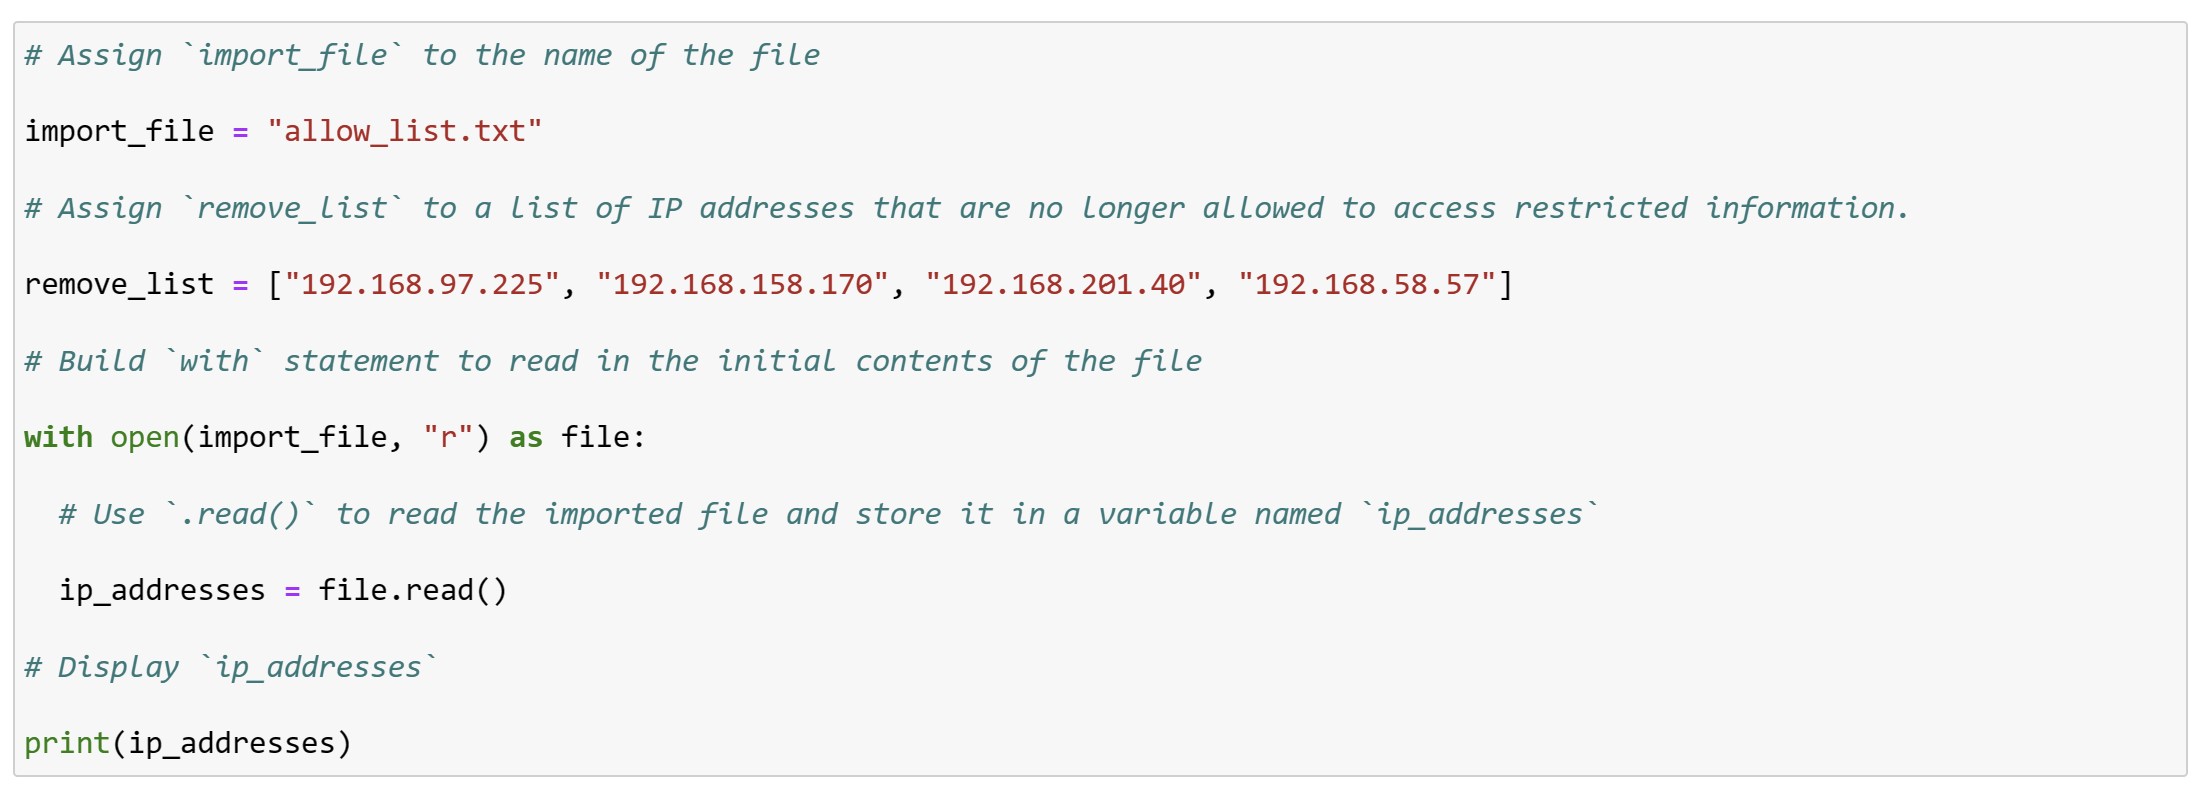 # Assign `import_file` to the name of the file
import_file = "allow_list.txt"
# Assign `remove_list` to a list of IP addresses that are no longer allowed to access restricted information.
remove_list = ["192.168.97.225", "192.168.158.170", "192.168.201.40", "192.168.58.57"]
# Build `with` statement to read in the initial contents of the file
with open(import_file, "r") as file:
  # Use `.read()` to read the imported file and store it in a variable named `ip_addresses`
  ip_addresses = file.read()
# Display `ip_addresses`
print(ip_addresses)